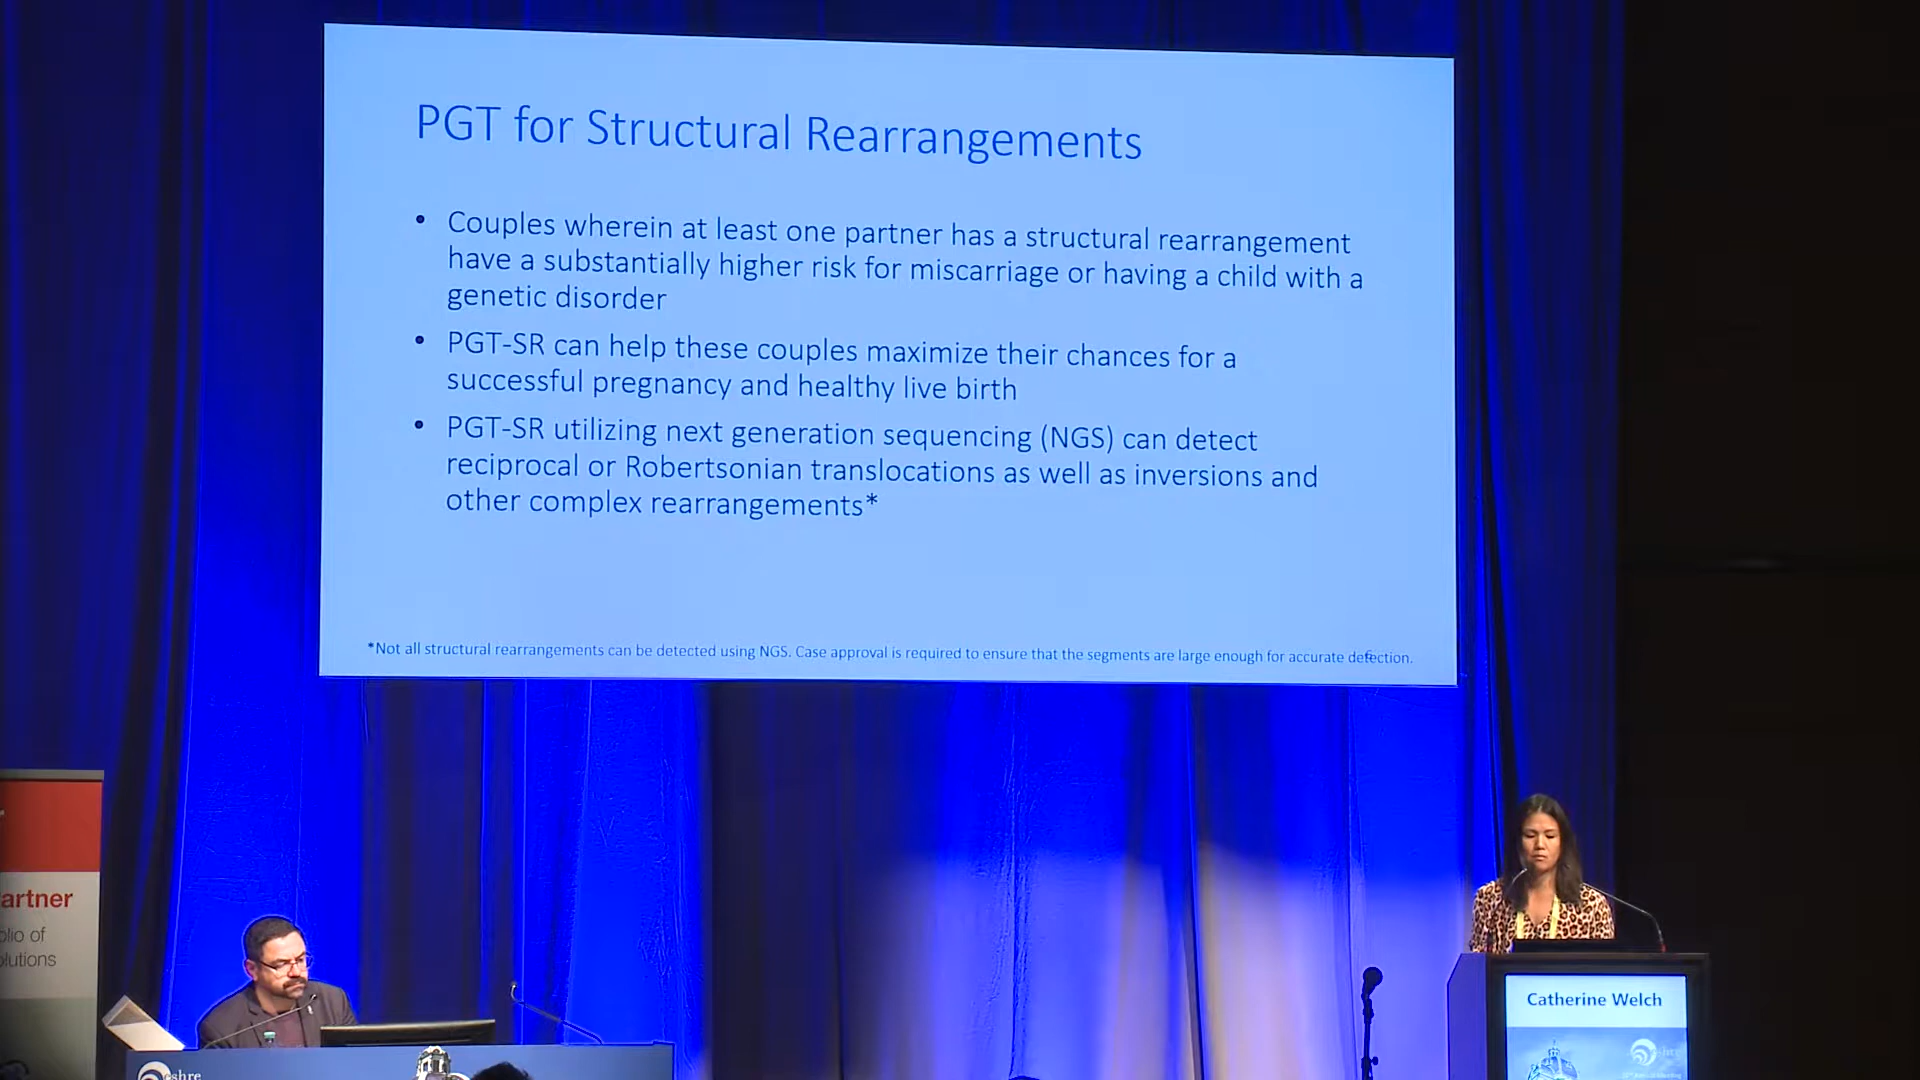 PGT for Structural Rearrangements
• Couples wherein at least one partner has a structural rearrangement
have a substantially higher risk for miscarriage or having a child with a
genetic disorder
• PGT-SR can help these couples maximize their chances for a
successful pregnancy and healthy live birth
• PGT-SR utilizing next generation sequencing (NGS) can detect
reciprocal or Robertsonian translocations as well as inversions and
other complex rearrangements*
*Not all structural rearrangements can be detected using NGS. Case approval is required to ensure that the segments are large enough for accurate detection.
artner
olio of
olutions
eshre
Catherine Welch
eshre